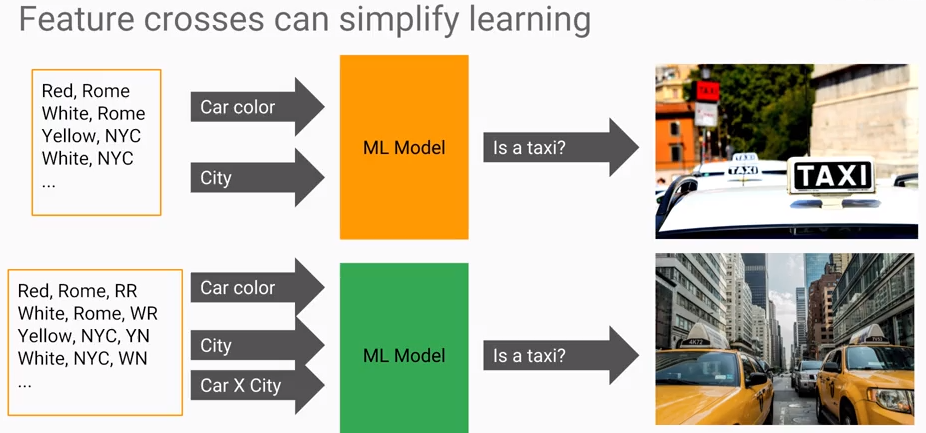 Feature crosses can simplify learning
Red, Rome
White, Rome
Yellow, NYC
White, NYC
...
Car color
City
ML Model
Is a taxi?
TAXI
TAXI
TAXI
Red, Rome, RR
White, Rome, WR
Yellow, NYC, YN
White, NYC, WN
...
Car color
City
Car X City
ML Model
Is a taxi?
4K72